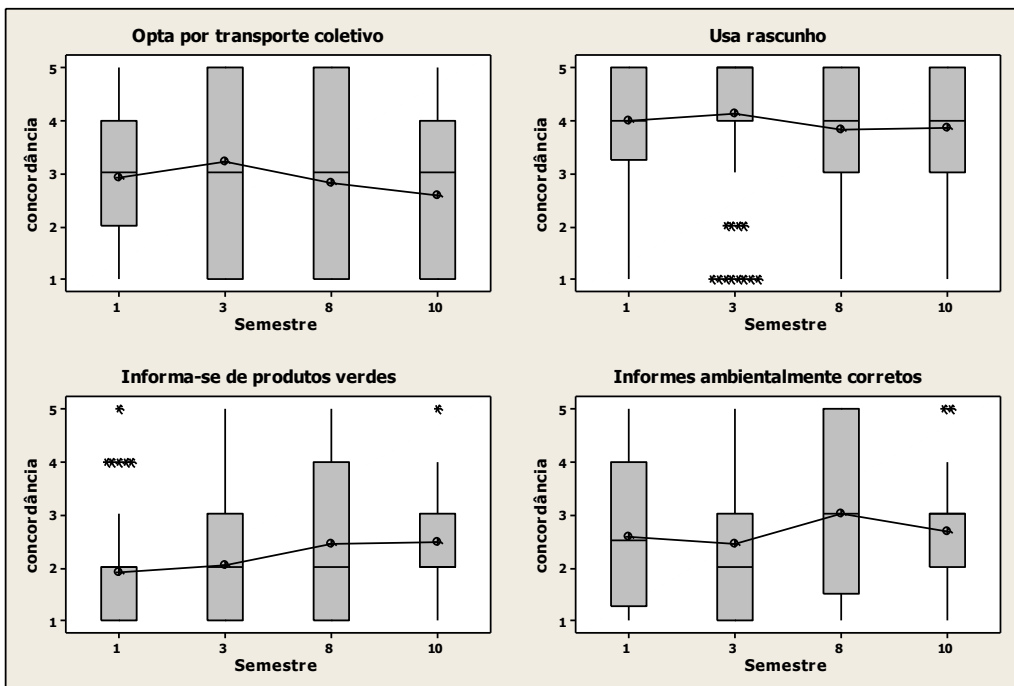 Opta por transporte coletivo
concordância
5
4
3
2
1
1 3 8 10
Semestre
Usa rascunho
concordância
5
4
3
2
1
1 3 8 10
Semestre
Informa-se de produtos verdes
concordância
5
4
3
2
1
1 3 8 10
Semestre
Informes ambientalmente corretos
concordância
5
4
3
2
1
1 3 8 10
Semestre